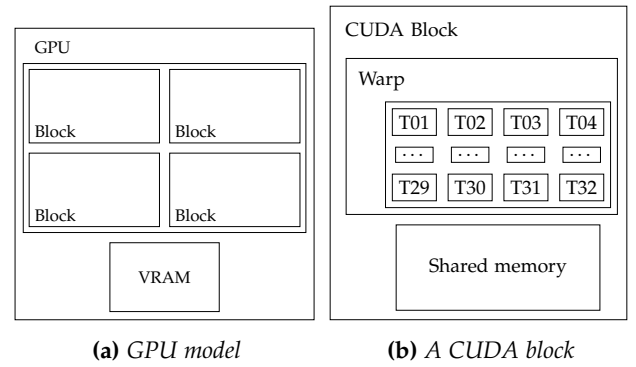 GPU
Block
Block
Block
Block
VRAM
(a) GPU model
CUDA Block
Warp
T01 T02 T03 T04
... ... ... ...
T29 T30 T31 T32
Shared memory
(b) A CUDA block